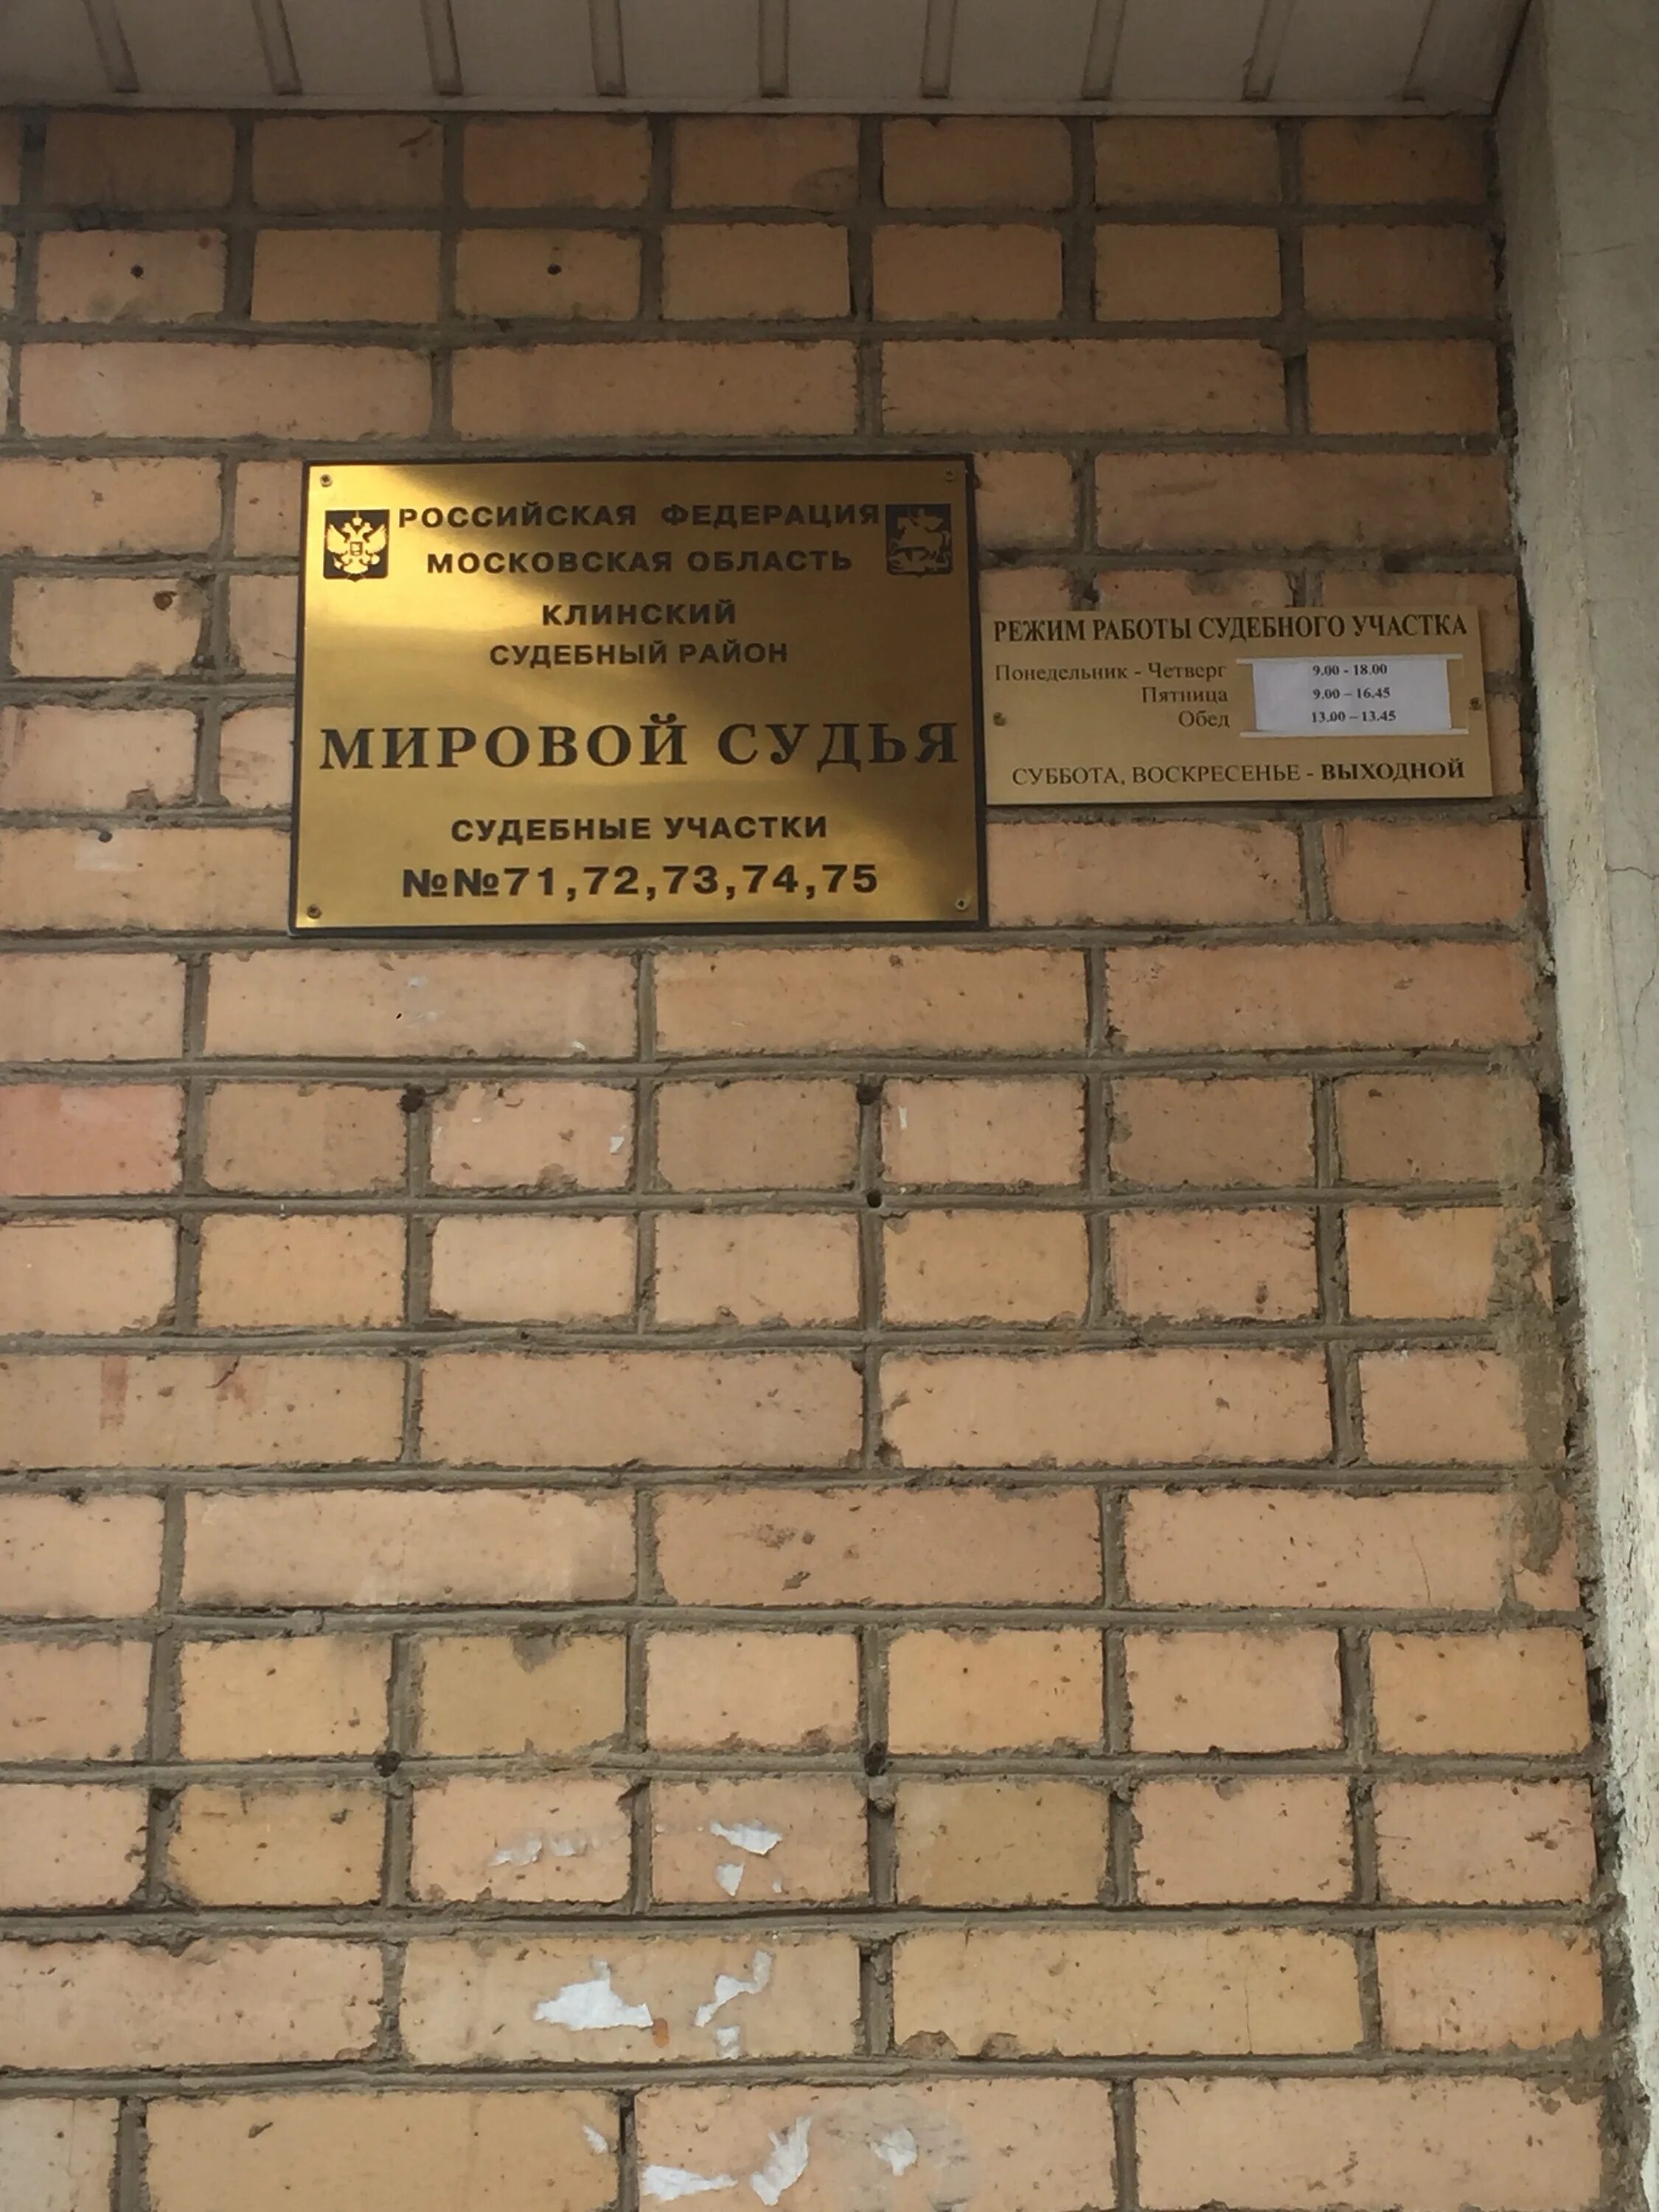 РОССИЙСКАЯ ФЕДЕРАЦИЯ
МОСКОВСКАЯ ОБЛАСТЬ
КЛИНСКИЙ
СУДЕБНЫЙ РАЙОН
МИРОВОЙ СУДЬЯ
СУДЕБНЫЕ УЧАСТКИ
№№71,72,73,74,75
РЕЖИМ РАБОТЫ СУДЕБНОГО УЧАСТКА
Понедельник - Четверг 9.00 - 18.00
Пятница 9.00 – 16.45
Обед 13.00 – 13.45
СУББОТА, ВОСКРЕСЕНЬЕ - ВЫХОДНОЙ